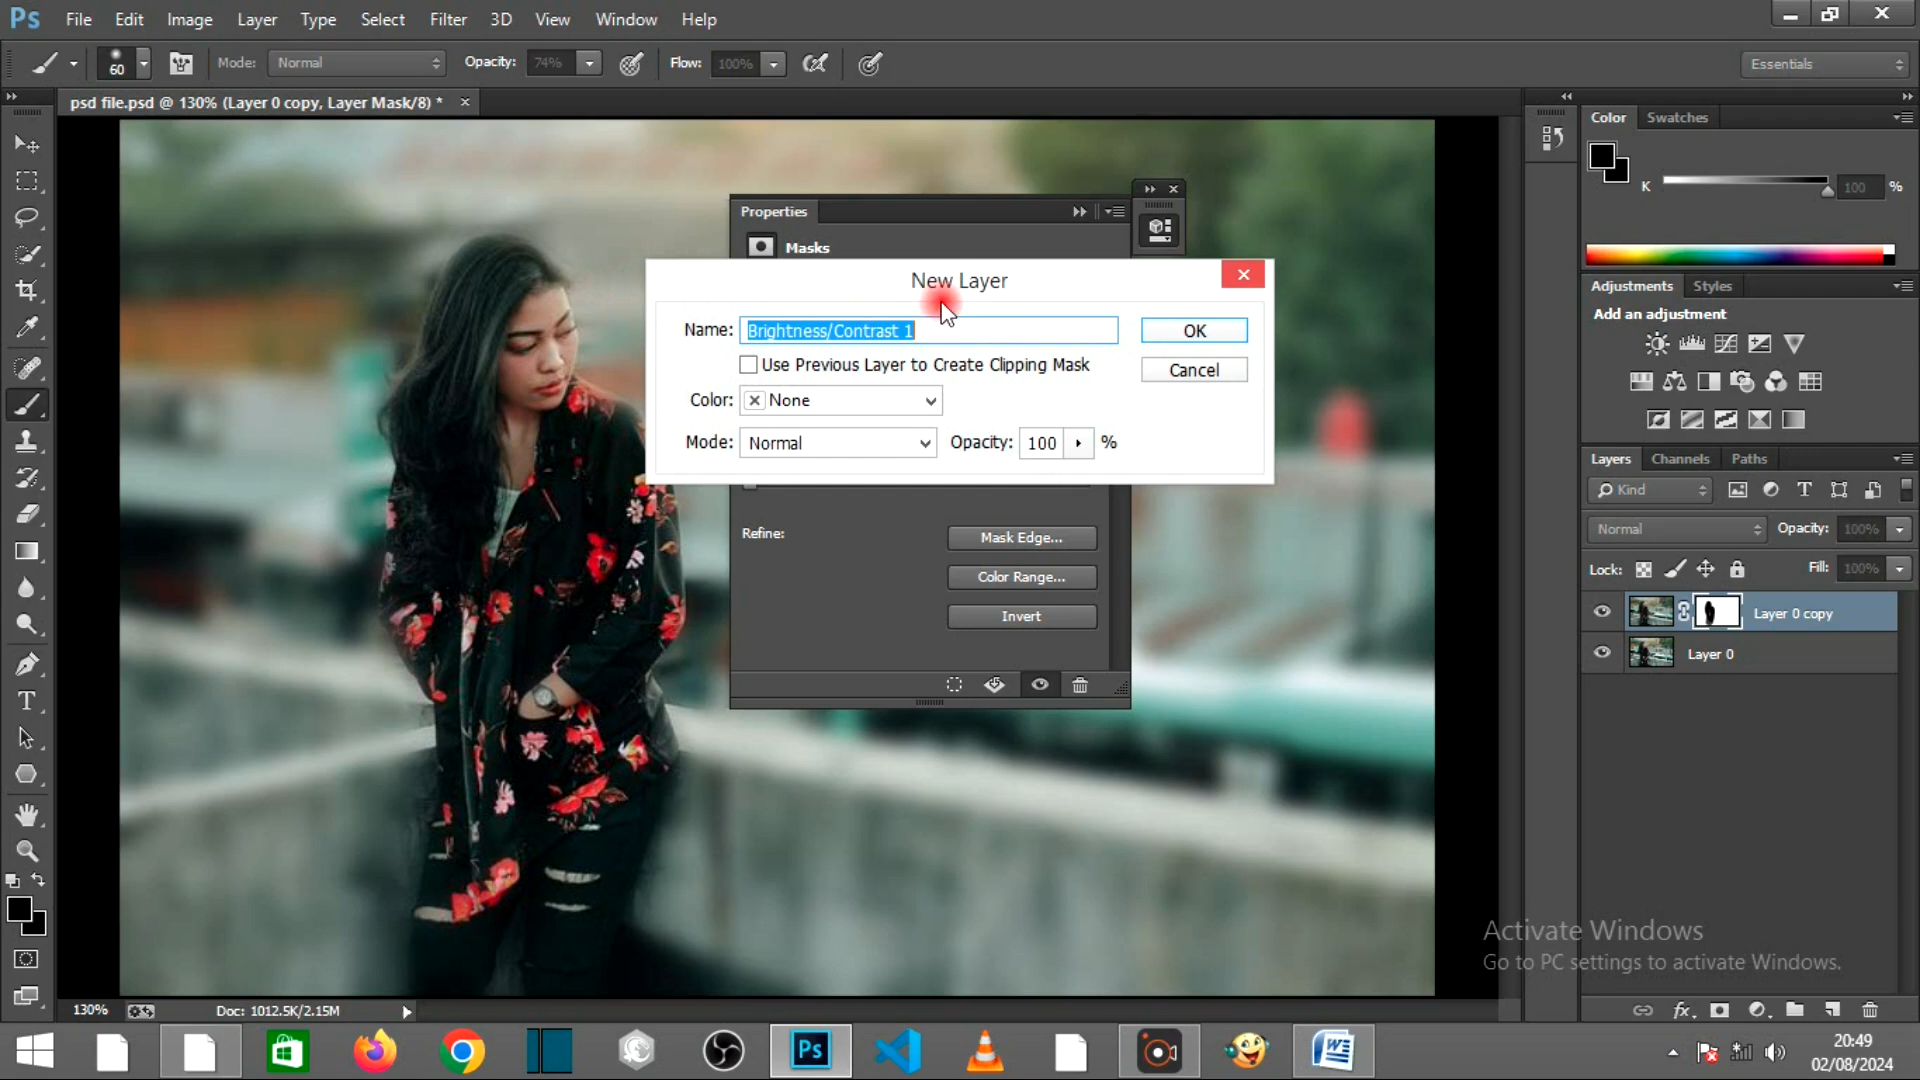 Ps File Edit Image Layer Type Select Filter 3D View Window Help
60 Mode: Normal Opacity: 74% Flow: 100% Essentials
psd file.psd @ 130% (Layer 0 copy, Layer Mask/8) *
Properties
Masks
New Layer
Name: Brightness/Contrast 1 OK
Use Previous Layer to Create Clipping Mask Cancel
Color: None
Mode: Normal Opacity: 100 %
Refine: Mask Edge...
Color Range...
Invert
Color Swatches
K 100 %
Adjustments Styles
Add an adjustment
Layers Channels Paths
Kind
Normal Opacity: 100%
Lock: Fill: 100%
Layer 0 copy
Layer 0
Activate Windows
Go to PC settings to activate Windows.
130% Doc: 1012.5K/2.15M
Ps
20:49
02/08/2024